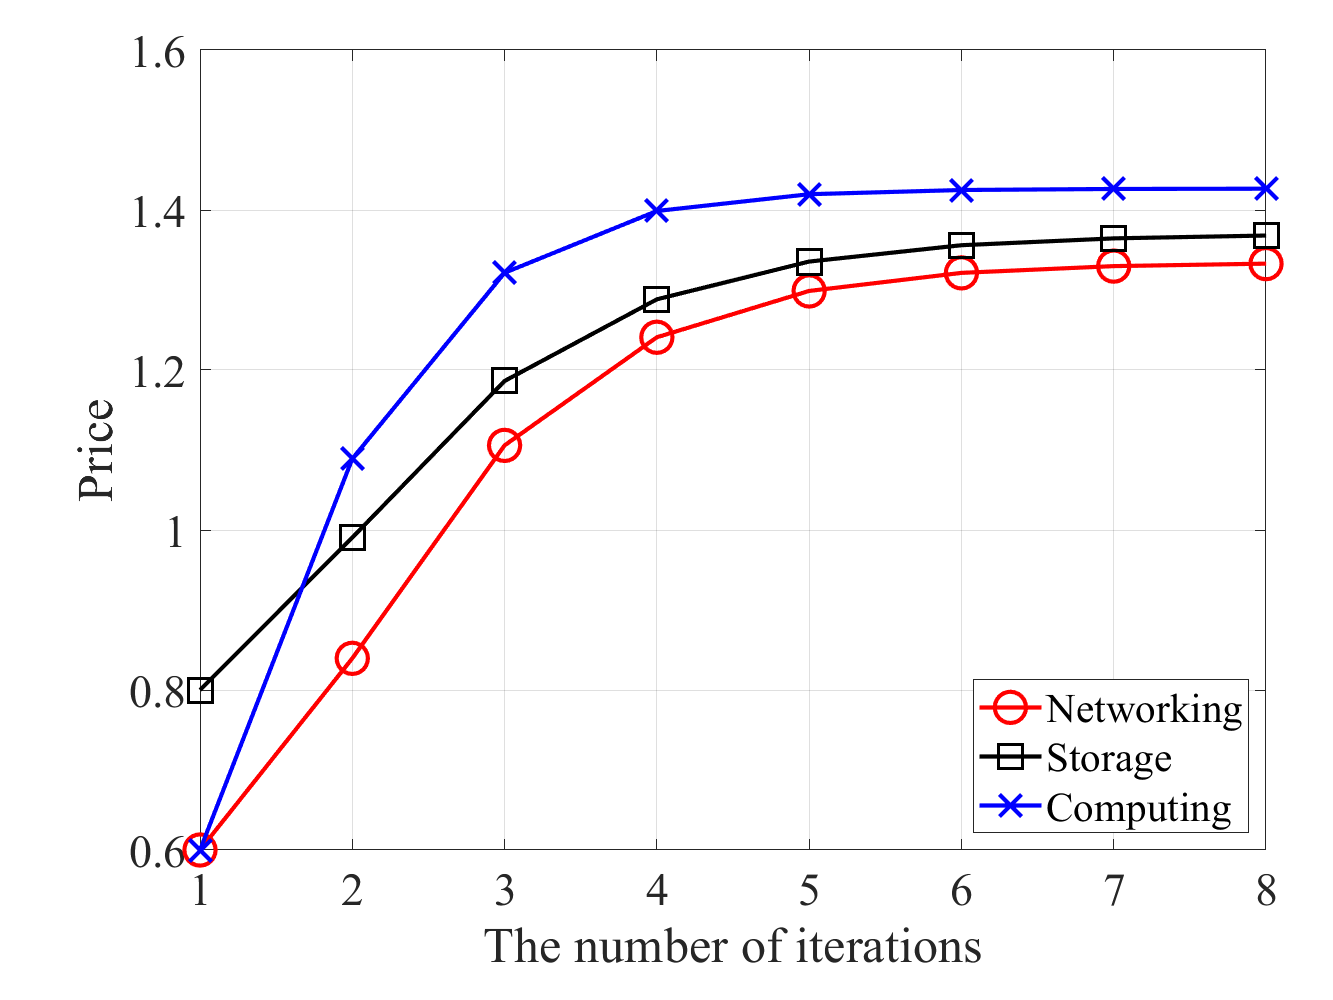 1.6
1.4
1.2
1
0.8
0.6
Price
1 2 3 4 5 6 7 8
The number of iterations
Networking
Storage
Computing